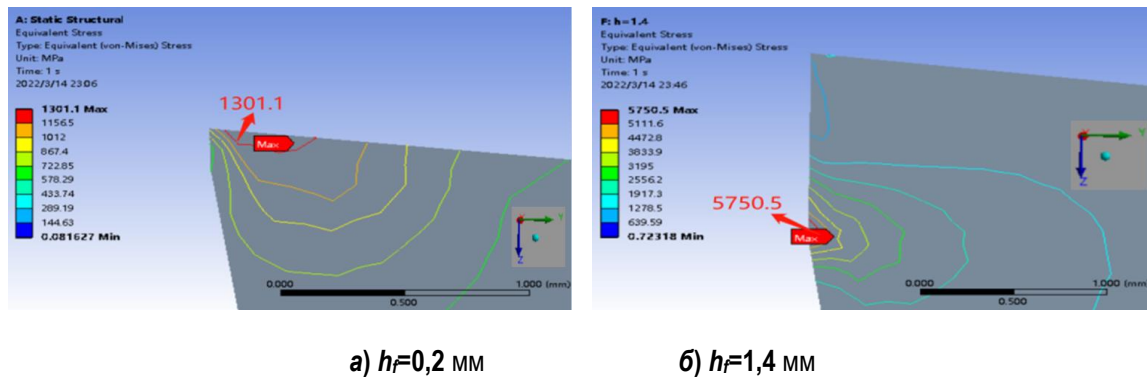 A: Static Structural
Equivalent Stress
Type: Equivalent (von-Mises) Stress
Unit: MPa
Time: 1 s
2022/3/14 23:06
1301.1 Max
1156.5
1012
867.4
722.85
578.29
433.74
289.19
144.63
0.081627 Min
1301.1
Max
Y
Z
0.000
1.000 (mm)
0.500
F: h=1.4
Equivalent Stress
Type: Equivalent (von-Mises) Stress
Unit: MPa
Time: 1 s
2022/3/14 23:46
5750.5 Max
5111.6
4472.8
3833.9
3195
2556.2
1917.3
1278.5
639.59
0.72318 Min
5750.5
Max
Y
Z
0.000
1.000 (mm)
0.500
а) hf=0,2 мм
б) hf=1,4 мм